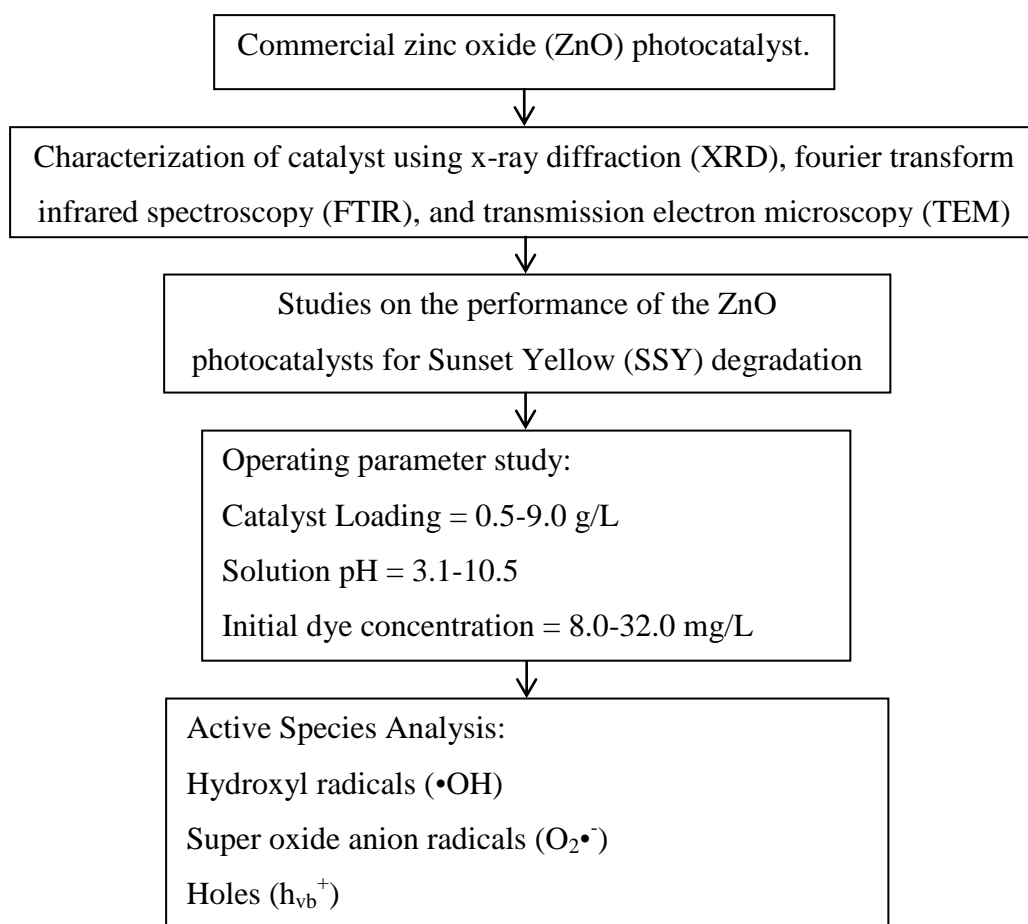 Commercial zinc oxide (ZnO) photocatalyst.
Characterization of catalyst using x-ray diffraction (XRD), fourier transform
infrared spectroscopy (FTIR), and transmission electron microscopy (TEM)
Studies on the performance of the ZnO
photocatalysts for Sunset Yellow (SSY) degradation
Operating parameter study:
Catalyst Loading = 0.5-9.0 g/L
Solution pH = 3.1-10.5
Initial dye concentration = 8.0-32.0 mg/L
Active Species Analysis:
Hydroxyl radicals (•OH)
Super oxide anion radicals (O₂•⁻)
Holes (hᵥb⁺)